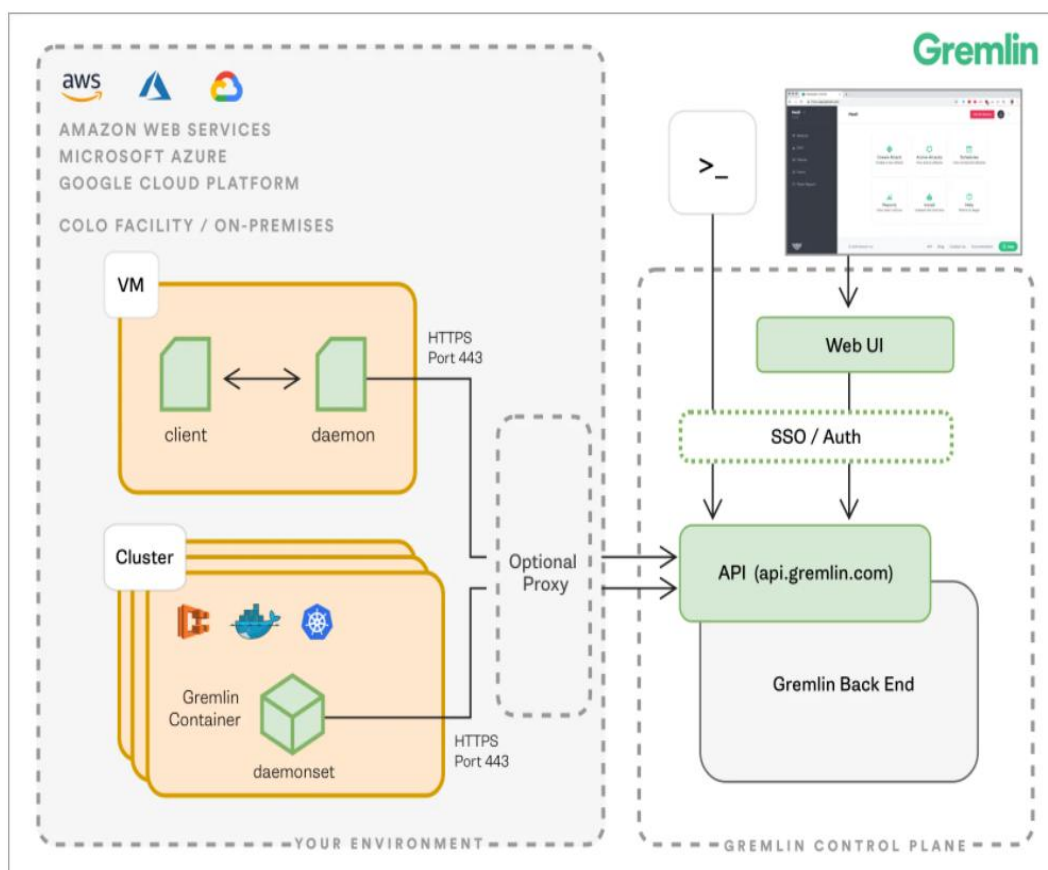 Gremlin
aws
AMAZON WEB SERVICES
MICROSOFT AZURE
GOOGLE CLOUD PLATFORM
COLO FACILITY / ON-PREMISES
VM
client
daemon
HTTPS
Port 443
Cluster
Gremlin
Container
daemonset
HTTPS
Port 443
Optional
Proxy
YOUR ENVIRONMENT
>_
Web UI
SSO / Auth
API (api.gremlin.com)
Gremlin Back End
GREMLIN CONTROL PLANE